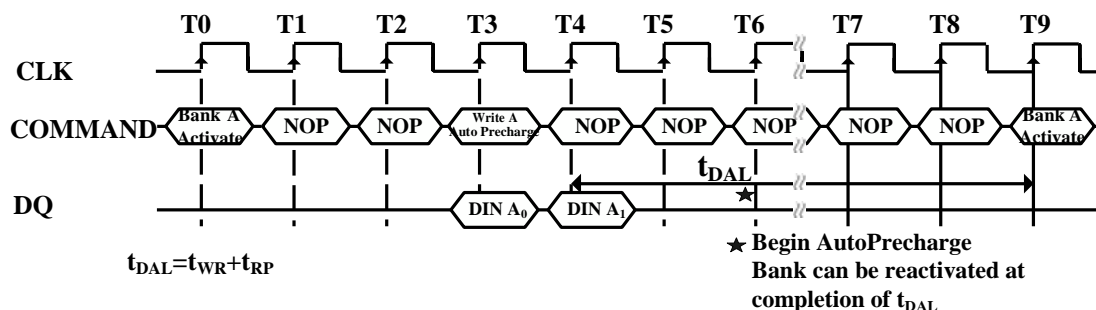 T0 T1 T2 T3 T4 T5 T6 T7 T8 T9
CLK
COMMAND
Bank A
Activate
NOP
NOP
Write A
Auto Precharge
NOP
NOP
NOP
NOP
NOP
Bank A
Activate
tDAL
DQ
DIN A0
DIN A1
★ Begin AutoPrecharge
Bank can be reactivated at
completion of tDAL
tDAL=tWR+tRP